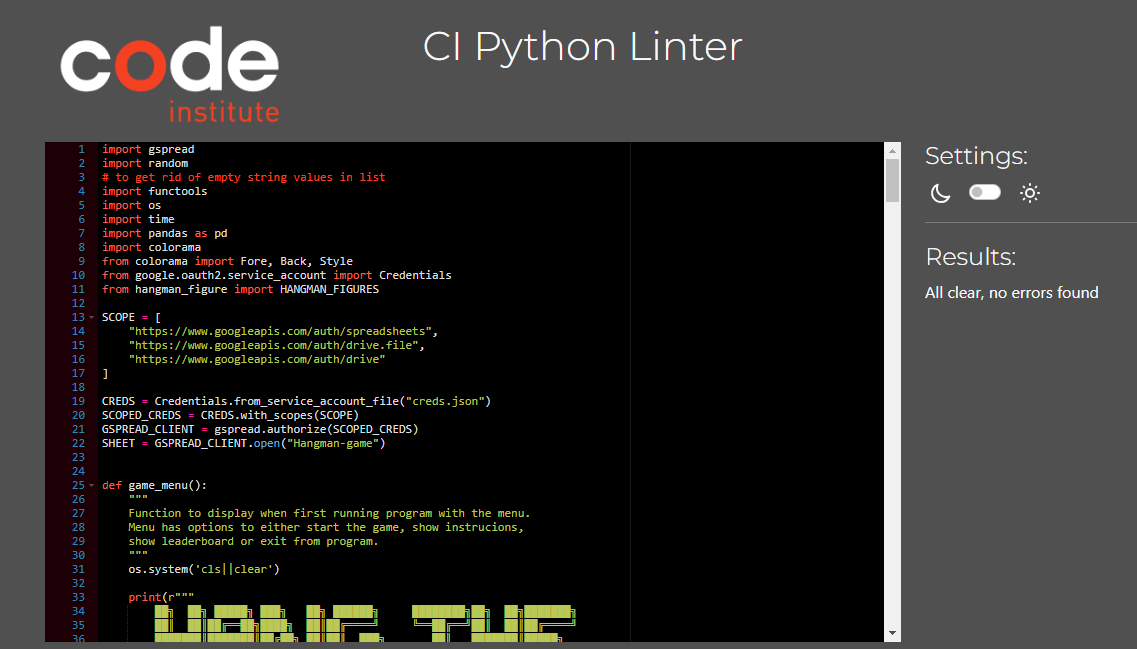 code
institute
CI Python Linter
1 import gspread
2 import random
3 # to get rid of empty string values in list
4 import functools
5 import os
6 import time
7 import pandas as pd
8 import colorama
9 from colorama import Fore, Back, Style
10 from google.oauth2.service_account import Credentials
11 from hangman_figure import HANGMAN_FIGURES
12
13 SCOPE = [
14     "https://www.googleapis.com/auth/spreadsheets",
15     "https://www.googleapis.com/auth/drive.file",
16     "https://www.googleapis.com/auth/drive"
17 ]
18
19 CREDS = Credentials.from_service_account_file("creds.json")
20 SCOPED_CREDS = CREDS.with_scopes(SCOPE)
21 GSPREAD_CLIENT = gspread.authorize(SCOPED_CREDS)
22 SHEET = GSPREAD_CLIENT.open("Hangman-game")
23
24
25 def game_menu():
26     """
27     Function to display when first running program with the menu.
28     Menu has options to either start the game, show instrucions,
29     show leaderboard or exit from program.
30     """
31     os.system('cls||clear')
32
33     print(r"""
34
35
36
Settings:
Results:
All clear, no errors found